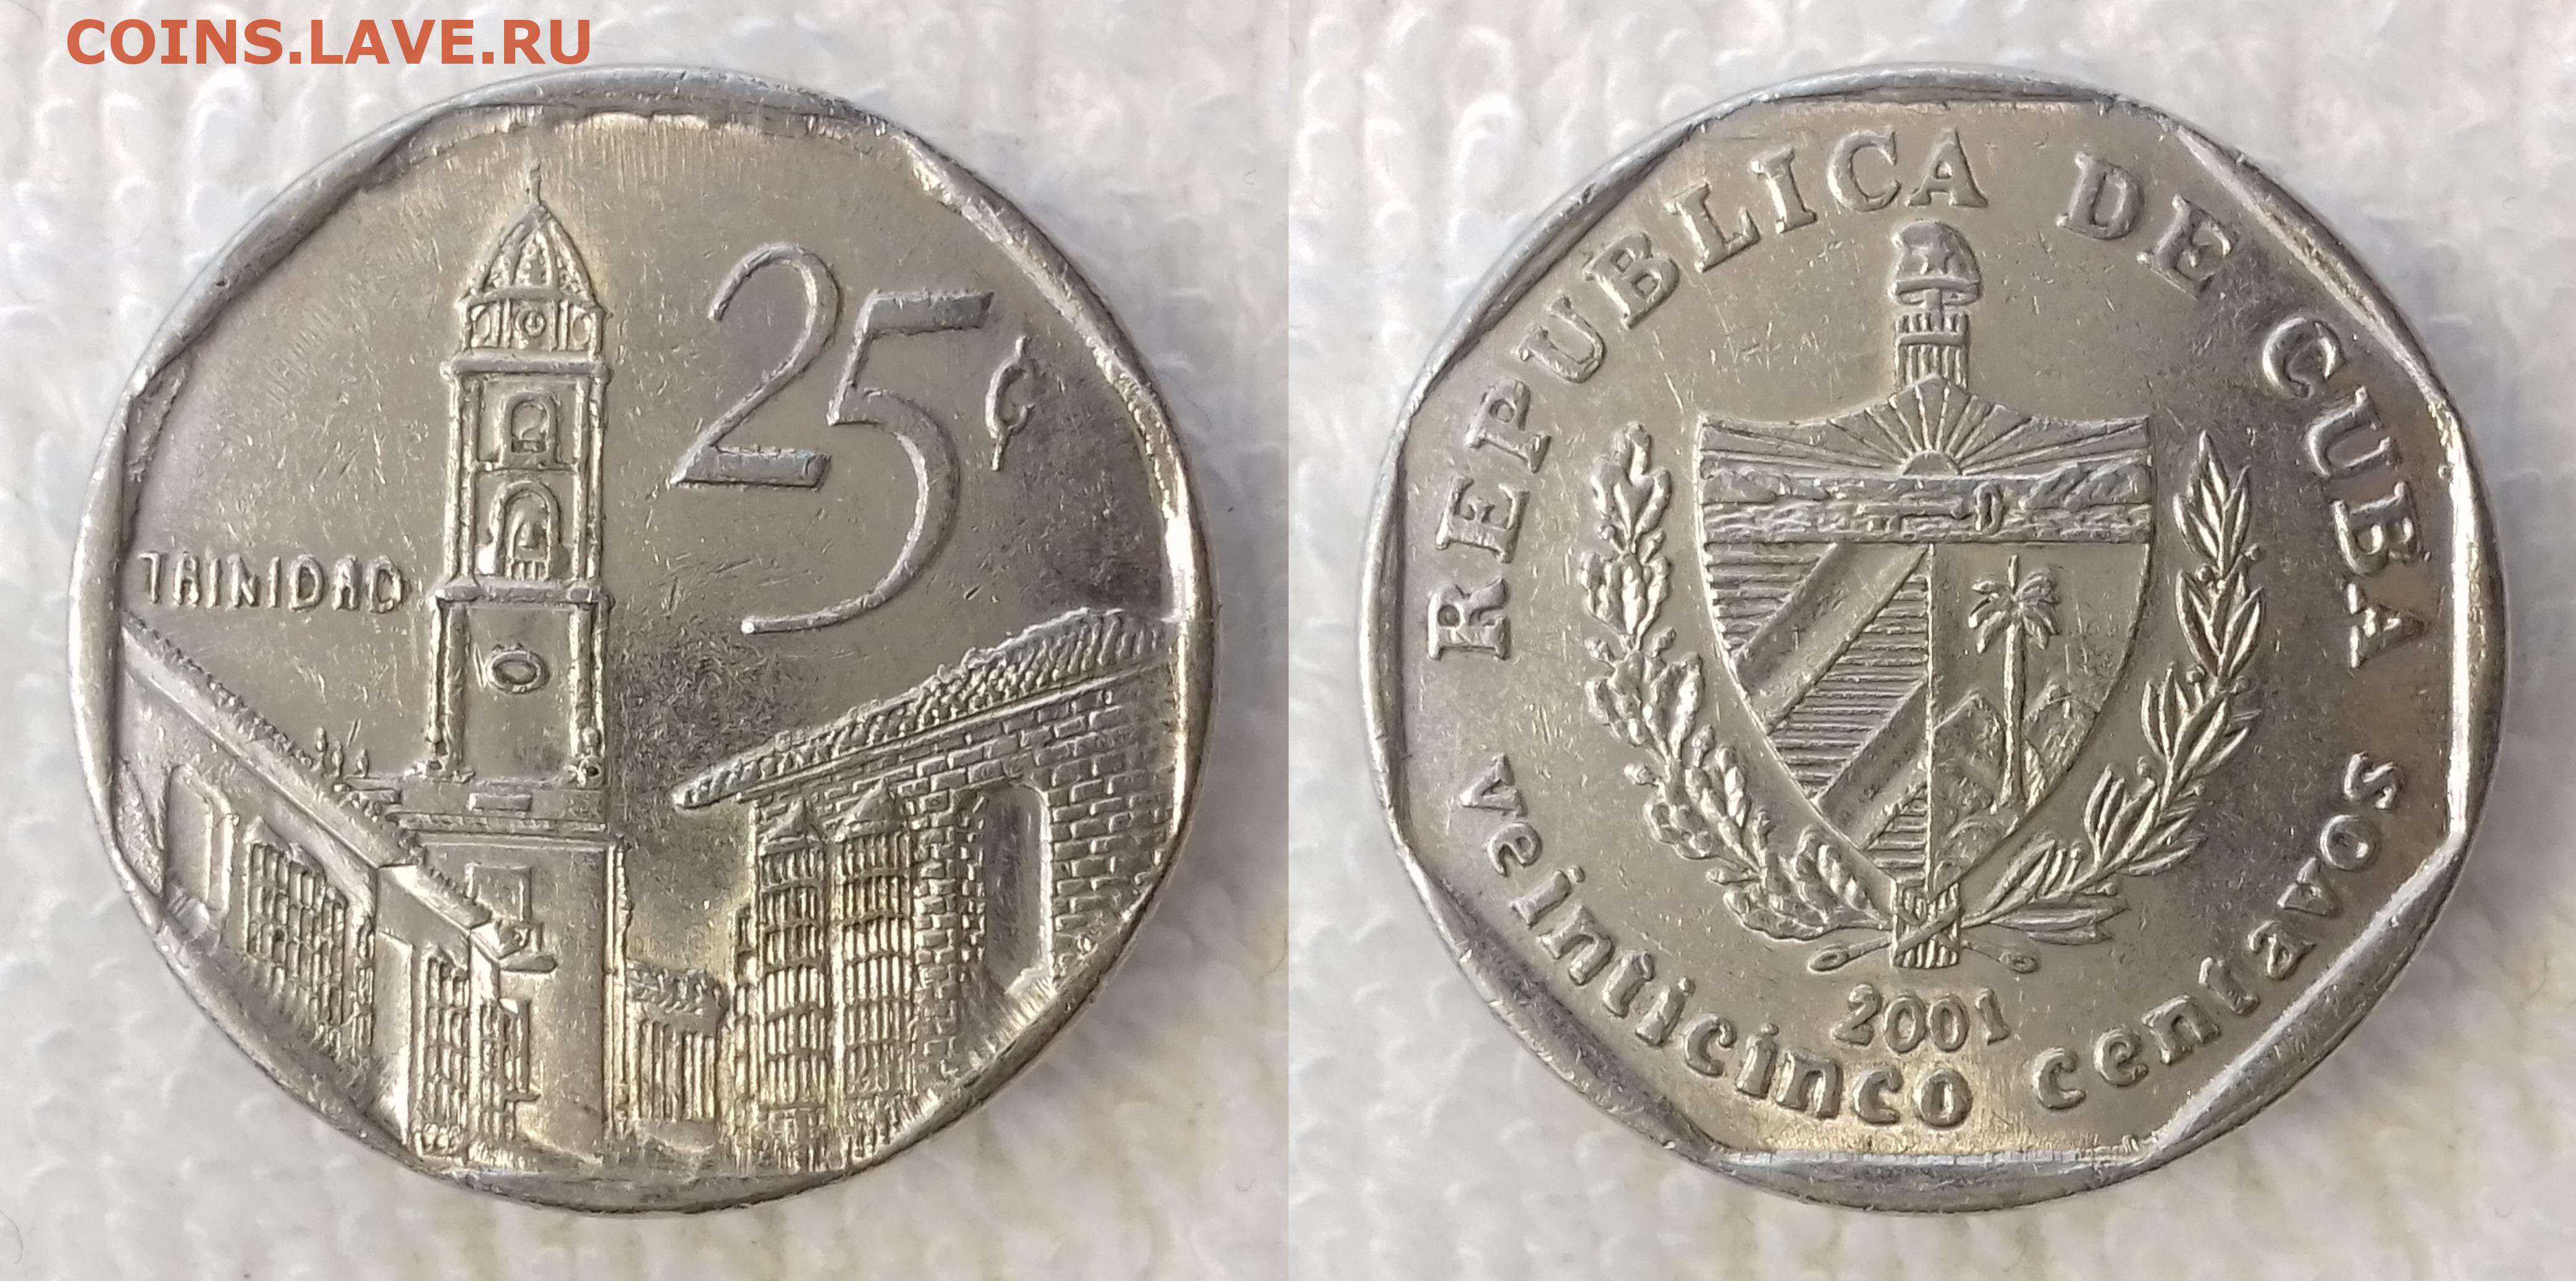 COINS.LAVE.RU
25¢
TRINIDAD
REPUBLICA DE CUBA
2001
veinticinco centavos